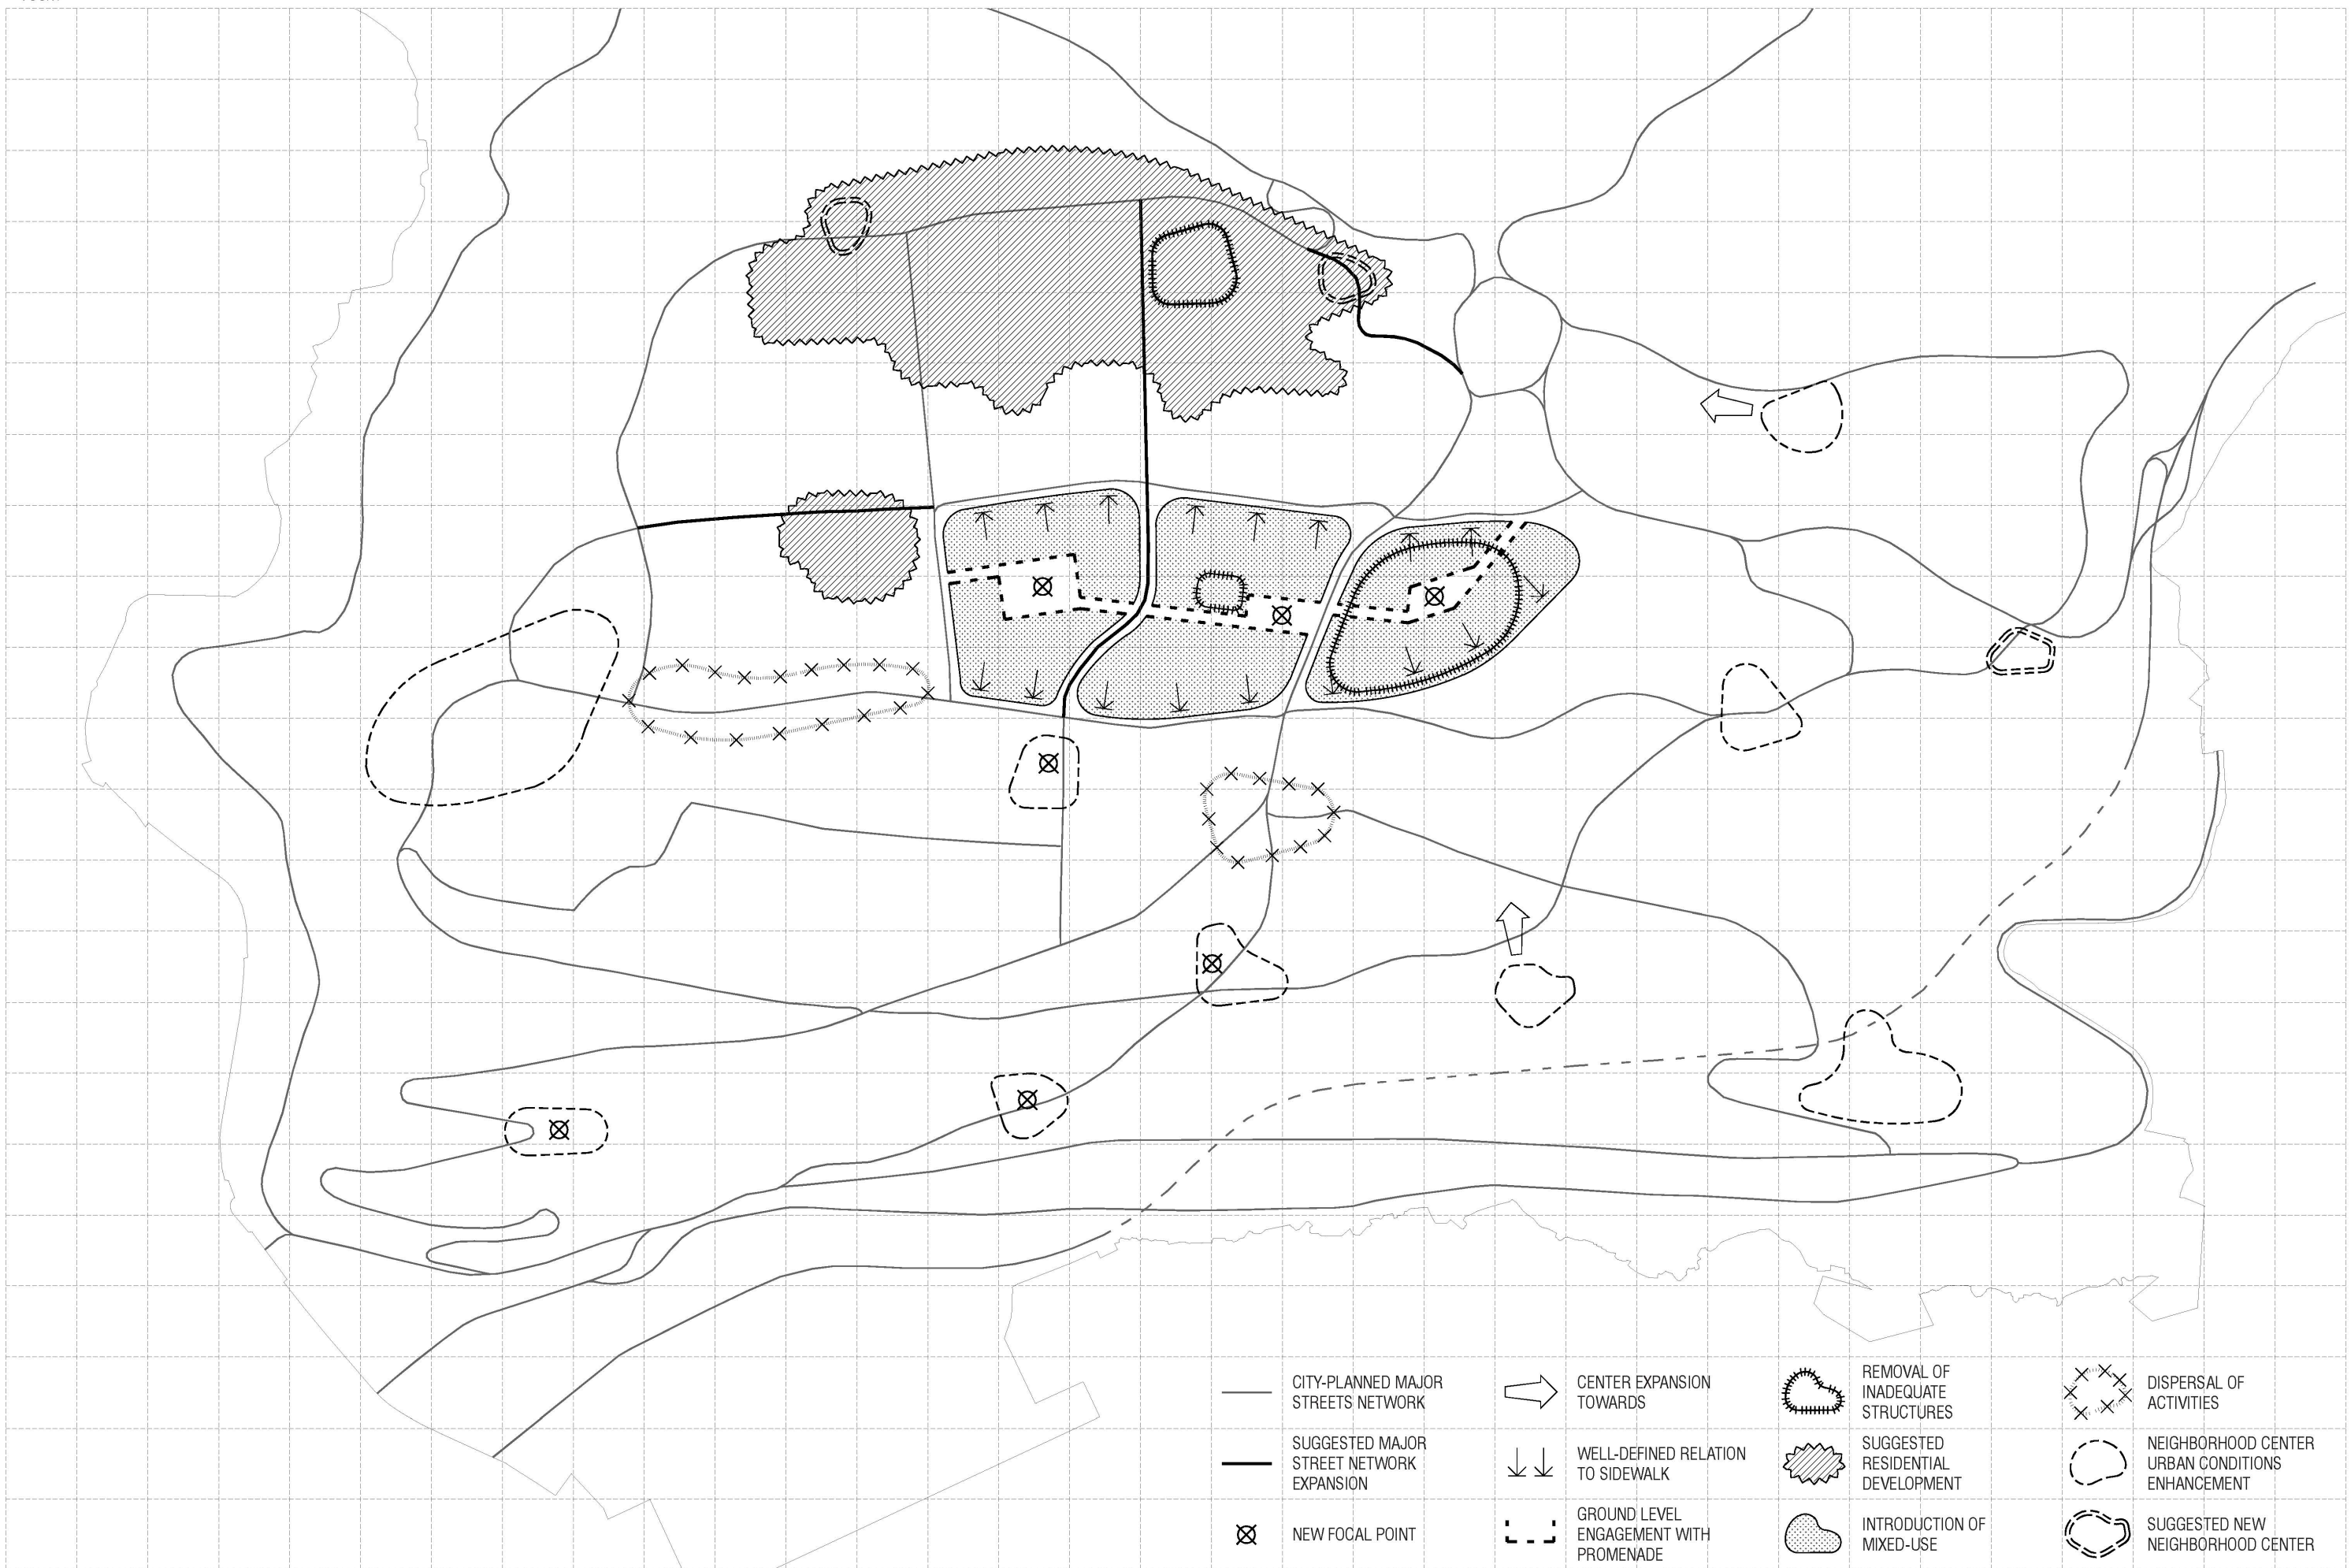 CITY-PLANNED MAJOR
STREETS NETWORK
CENTER EXPANSION
TOWARDS
REMOVAL OF
INADEQUATE
STRUCTURES
DISPERSAL OF
ACTIVITIES
SUGGESTED MAJOR
STREET NETWORK
EXPANSION
WELL-DEFINED RELATION
TO SIDEWALK
SUGGESTED
RESIDENTIAL
DEVELOPMENT
NEIGHBORHOOD CENTER
URBAN CONDITIONS
ENHANCEMENT
NEW FOCAL POINT
GROUND LEVEL
ENGAGEMENT WITH
PROMENADE
INTRODUCTION OF
MIXED-USE
SUGGESTED NEW
NEIGHBORHOOD CENTER